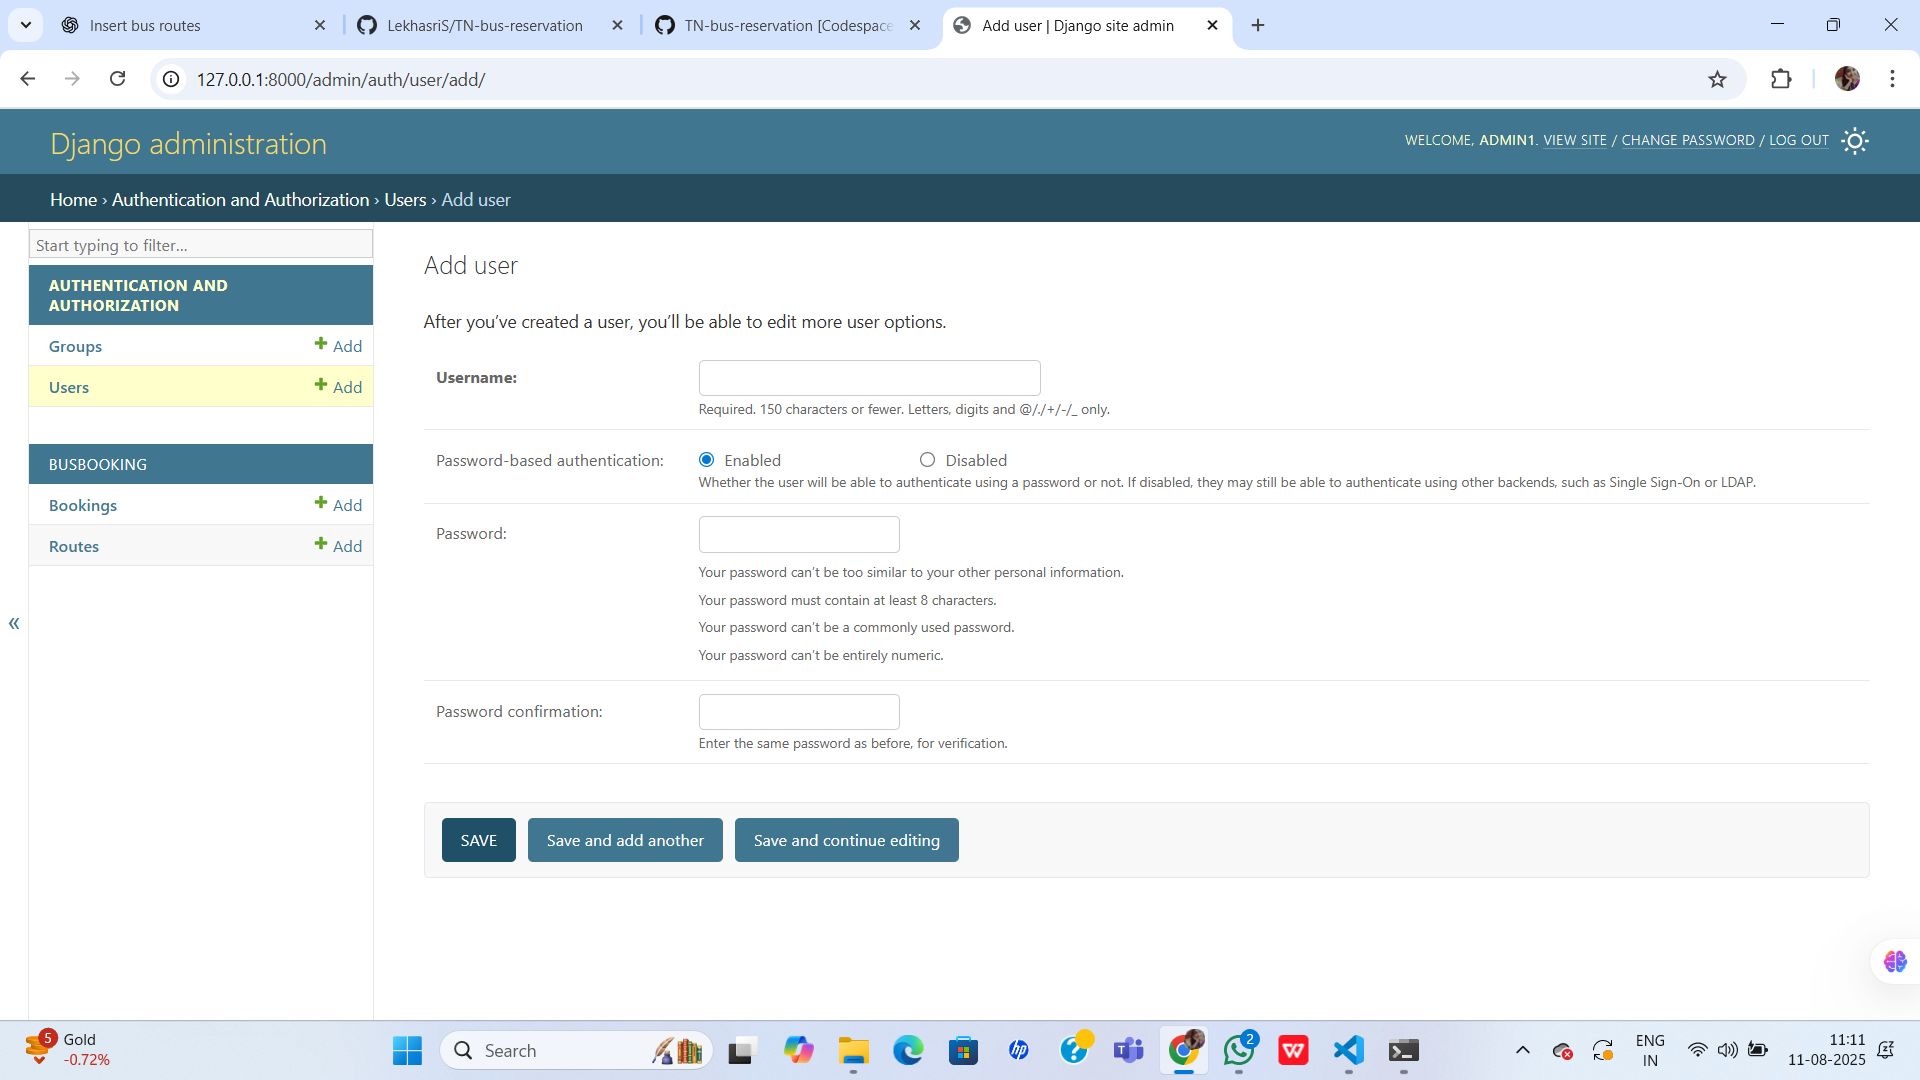 Insert bus routes
LekhasriS/TN-bus-reservation
TN-bus-reservation [Codespace
Add user | Django site admin
127.0.0.1:8000/admin/auth/user/add/
Django administration
WELCOME, ADMIN1. VIEW SITE / CHANGE PASSWORD / LOG OUT
Home › Authentication and Authorization › Users › Add user
Start typing to filter...
AUTHENTICATION AND
AUTHORIZATION
Groups
Add
Users
Add
BUSBOOKING
Bookings
Add
Routes
Add
«
Add user
After you’ve created a user, you’ll be able to edit more user options.
Username:
Required. 150 characters or fewer. Letters, digits and @/./+/-/_ only.
Password-based authentication:
Enabled
Disabled
Whether the user will be able to authenticate using a password or not. If disabled, they may still be able to authenticate using other backends, such as Single Sign-On or LDAP.
Password:
Your password can’t be too similar to your other personal information.
Your password must contain at least 8 characters.
Your password can’t be a commonly used password.
Your password can’t be entirely numeric.
Password confirmation:
Enter the same password as before, for verification.
SAVE
Save and add another
Save and continue editing
5
Gold
-0.72%
Search
hp
2
W
ENG
IN
11:11
11-08-2025